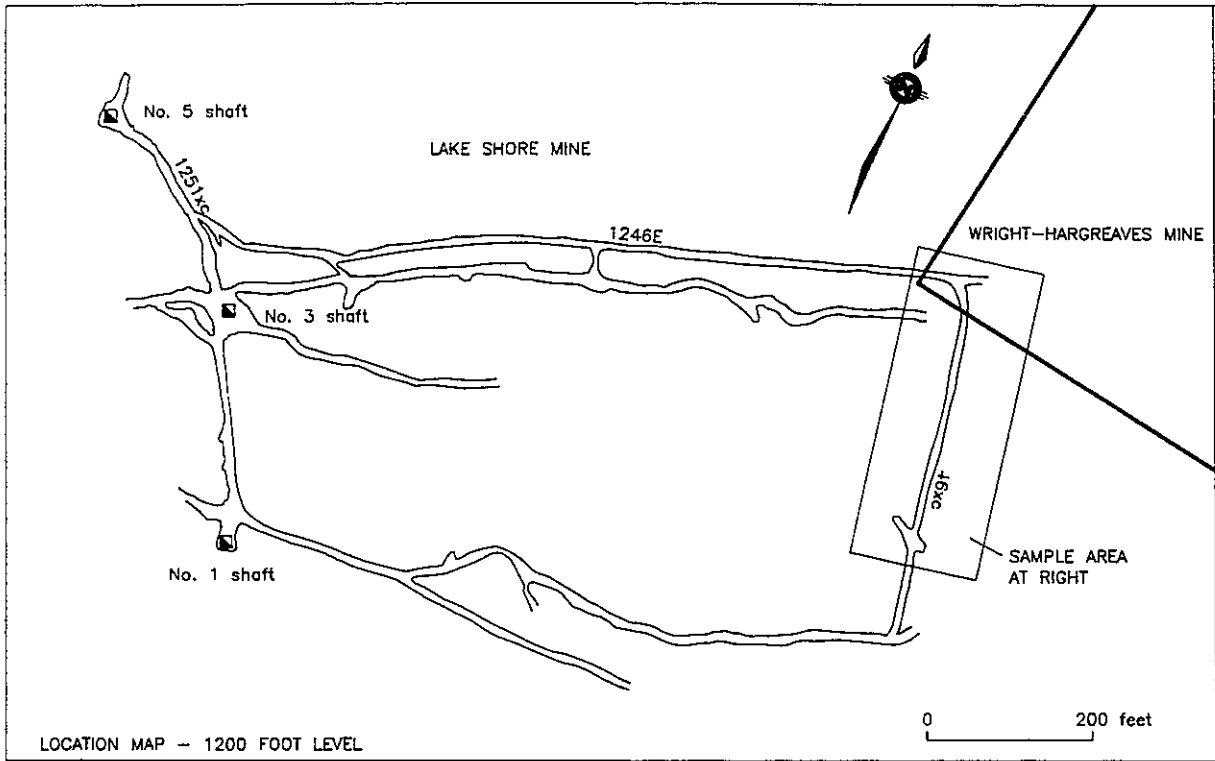 No. 5 shaft
LAKE SHORE MINE
1251xc
1246E
WRIGHT-HARGREAVES MINE
No. 3 shaft
46xc
No. 1 shaft
SAMPLE AREA
AT RIGHT
0 200 feet
LOCATION MAP - 1200 FOOT LEVEL